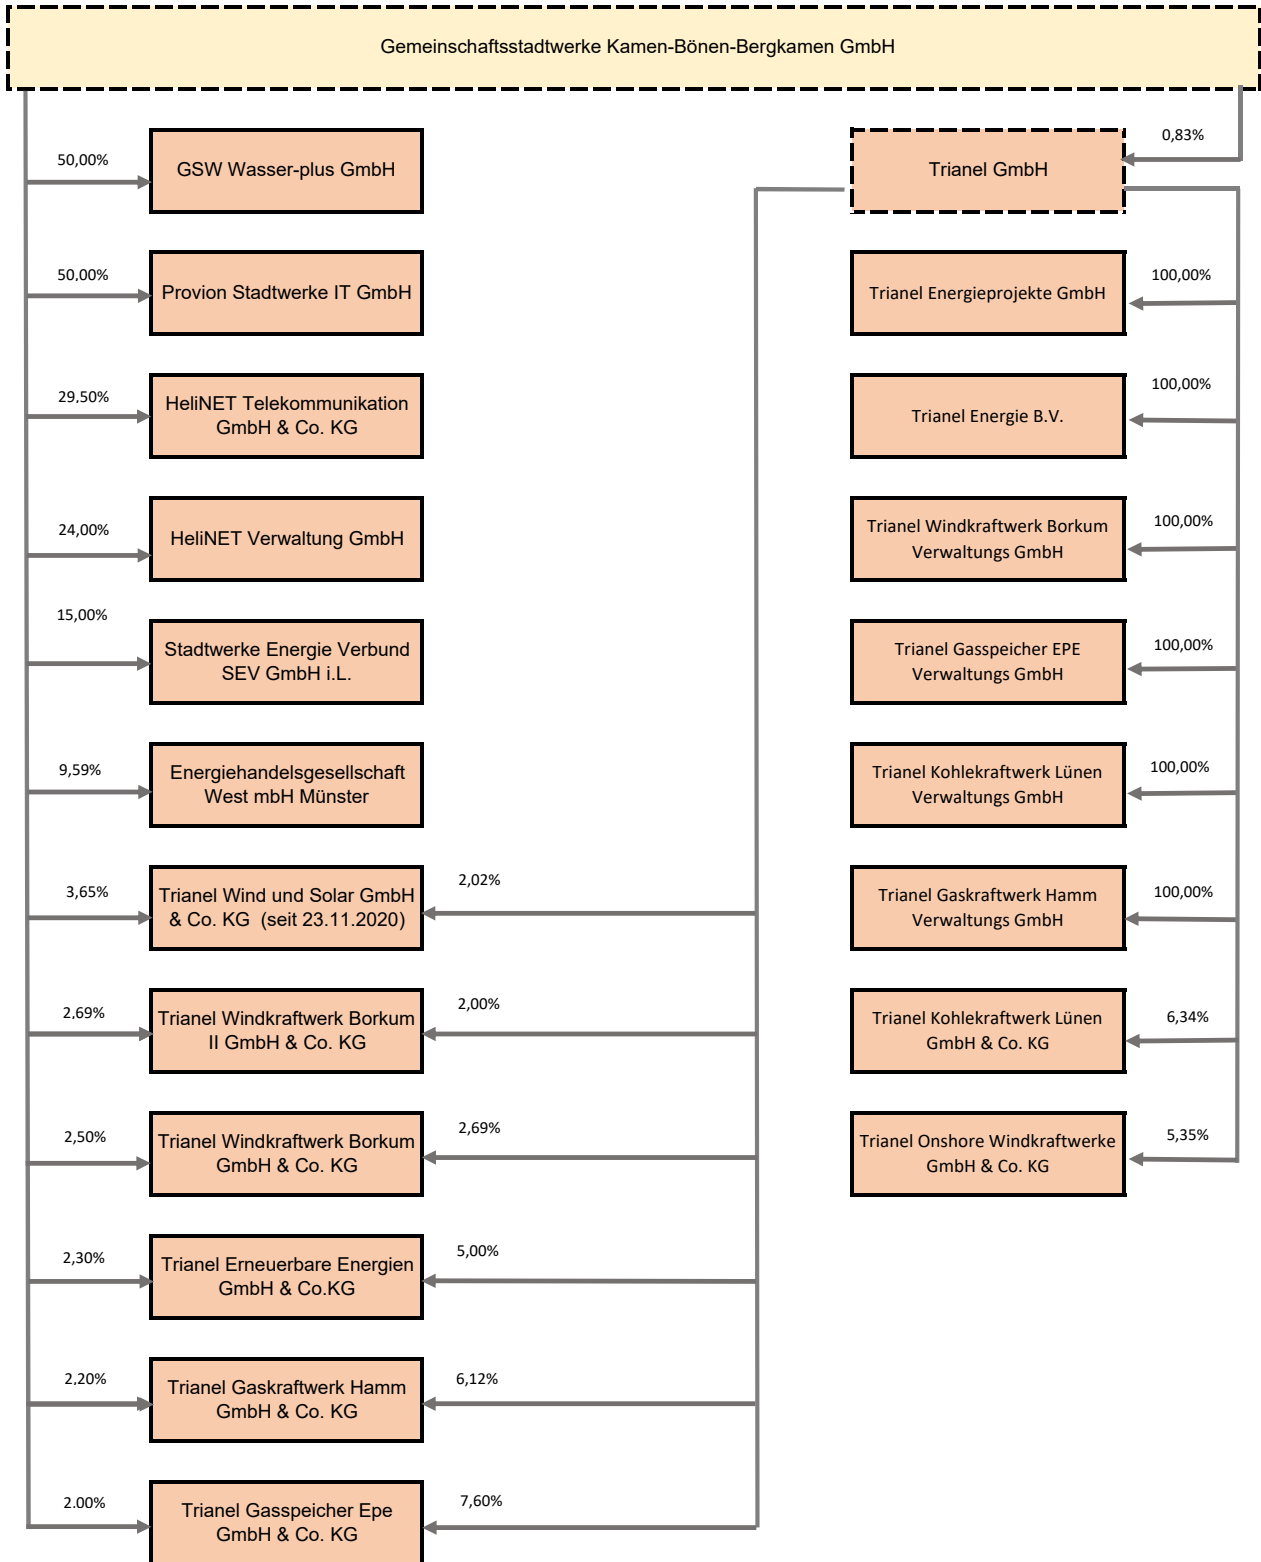 Gemeinschaftsstadtwerke Kamen-Bönen-Bergkamen GmbH
50,00%
GSW Wasser-plus GmbH
Trianel GmbH
0,83%
50,00%
Provion Stadtwerke IT GmbH
Trianel Energieprojekte GmbH
100,00%
29,50%
HeliNET Telekommunikation
GmbH & Co. KG
Trianel Energie B.V.
100,00%
24,00%
HeliNET Verwaltung GmbH
Trianel Windkraftwerk Borkum
Verwaltungs GmbH
100,00%
15,00%
Stadtwerke Energie Verbund
SEV GmbH i.L.
Trianel Gasspeicher EPE
Verwaltungs GmbH
100,00%
9,59%
Energiehandelsgesellschaft
West mbH Münster
Trianel Kohlekraftwerk Lünen
Verwaltungs GmbH
100,00%
3,65%
Trianel Wind und Solar GmbH
& Co. KG (seit 23.11.2020)
2,02%
Trianel Gaskraftwerk Hamm
Verwaltungs GmbH
100,00%
2,69%
Trianel Windkraftwerk Borkum
II GmbH & Co. KG
2,00%
Trianel Kohlekraftwerk Lünen
GmbH & Co. KG
6,34%
2,50%
Trianel Windkraftwerk Borkum
GmbH & Co. KG
2,69%
Trianel Onshore Windkraftwerke
GmbH & Co. KG
5,35%
2,30%
Trianel Erneuerbare Energien
GmbH & Co.KG
5,00%
2,20%
Trianel Gaskraftwerk Hamm
GmbH & Co. KG
6,12%
2.00%
Trianel Gasspeicher Epe
GmbH & Co. KG
7,60%